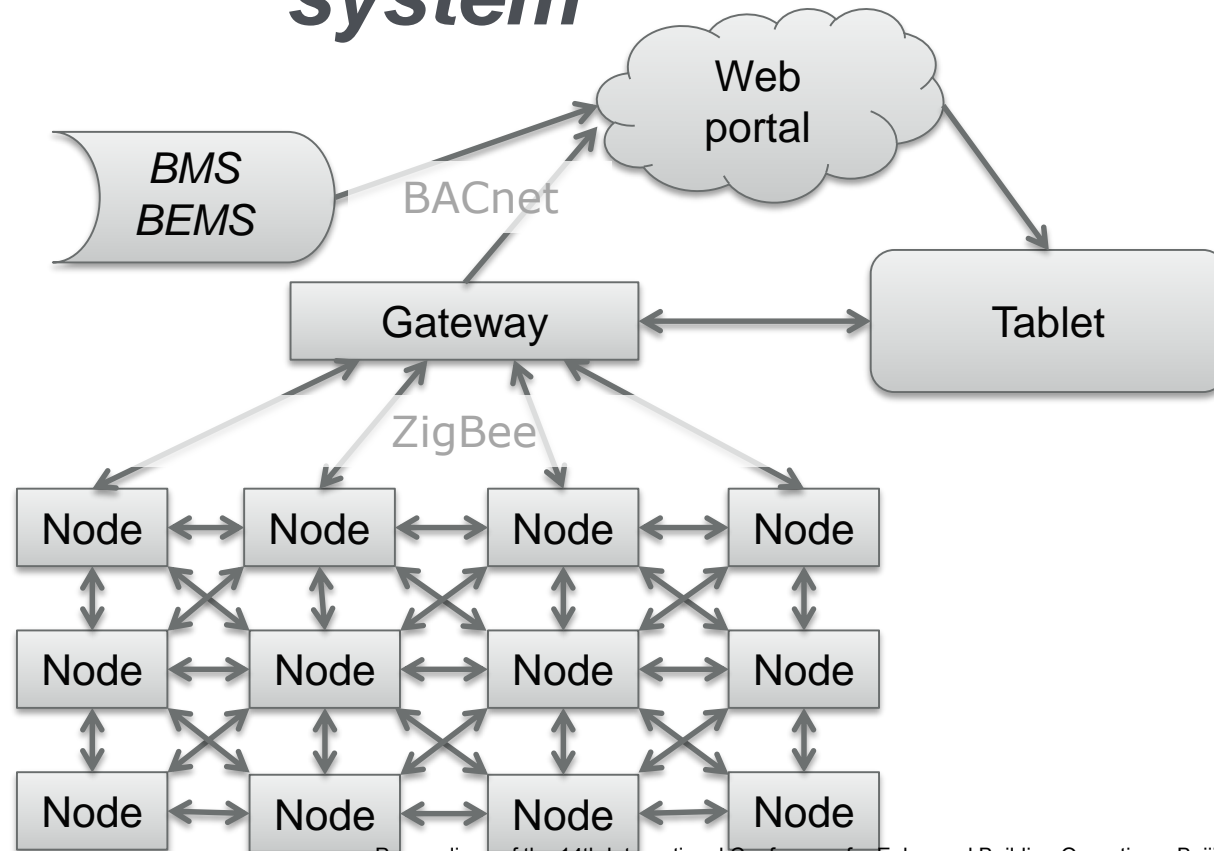 system
Web
portal
BMS
BEMS
BACnet
Gateway
Tablet
ZigBee
Node Node Node Node
Node Node Node Node
Node Node Node Node